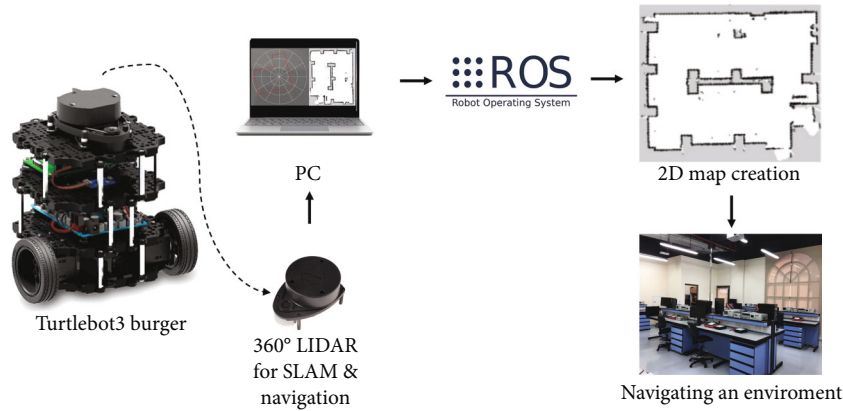 Turtlebot3 burger
360° LIDAR
for SLAM &
navigation
PC
ROS
Robot Operating System
2D map creation
Navigating an enviroment